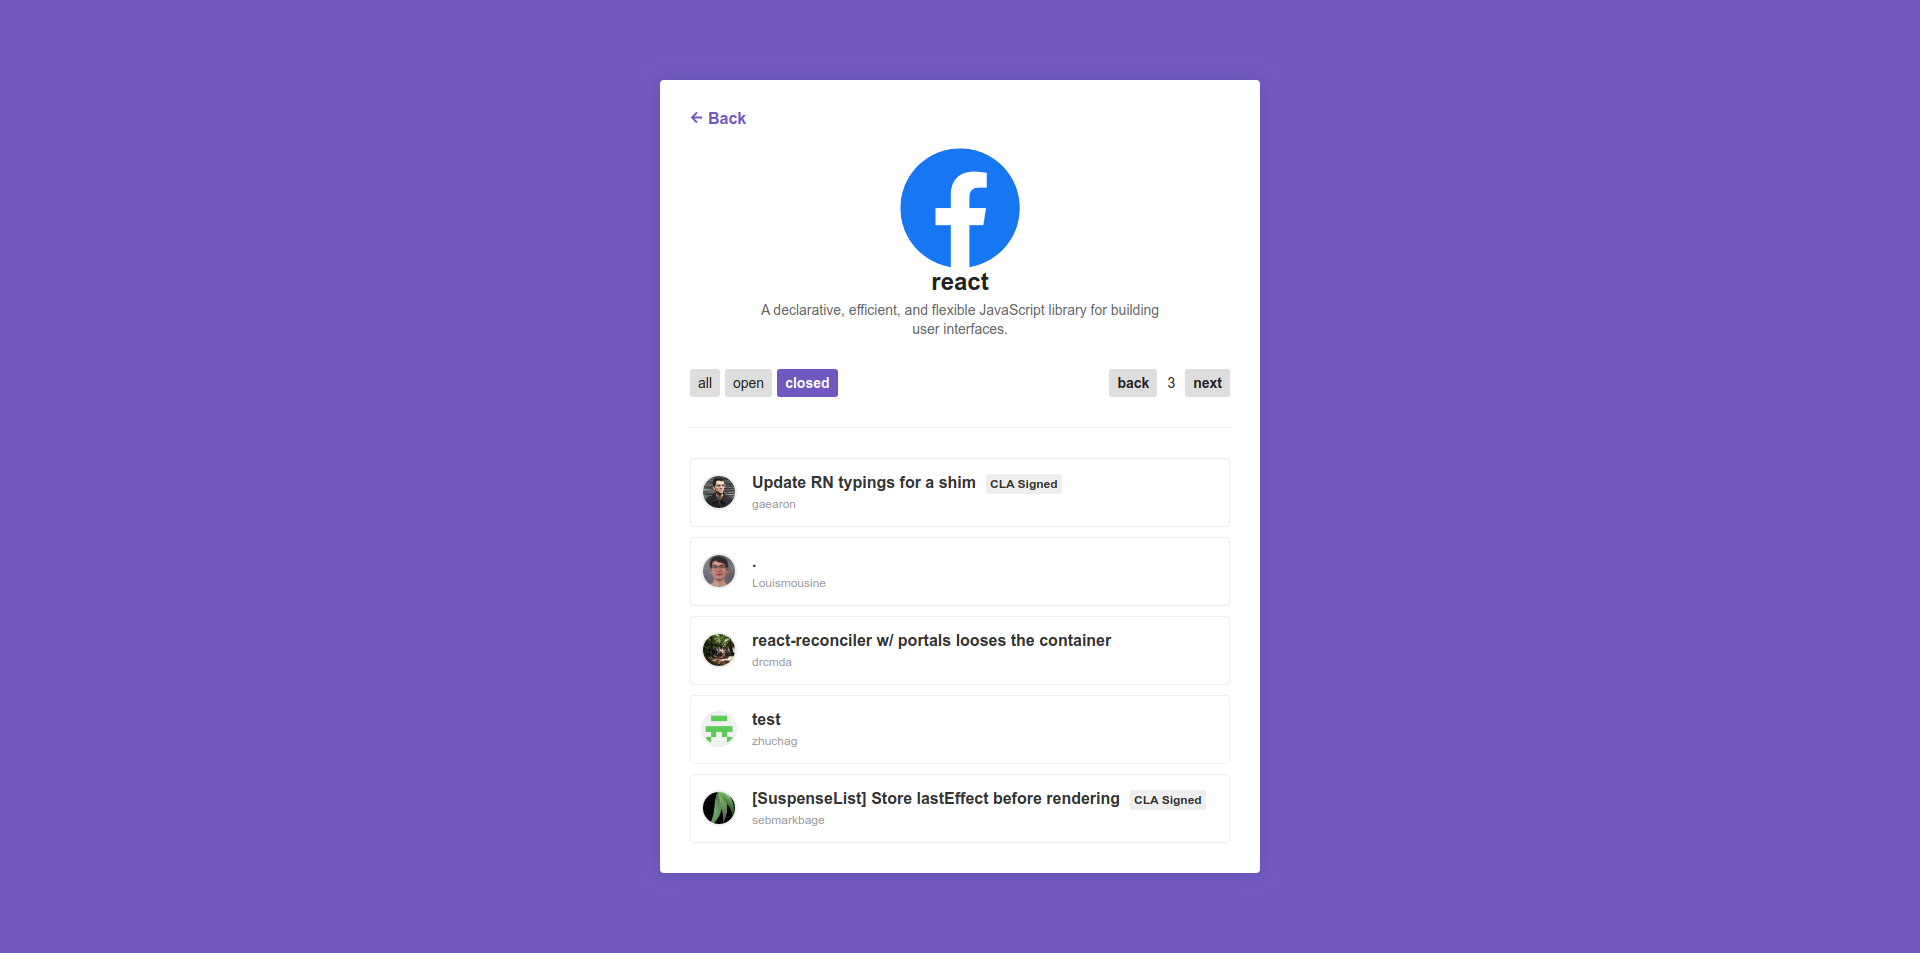 Back
react
A declarative, efficient, and flexible JavaScript library for building
user interfaces.
all open closed back 3 next
Update RN typings for a shim CLA Signed
gaearon
.
Louismousine
react-reconciler w/ portals looses the container
drcmda
test
zhuchag
[SuspenseList] Store lastEffect before rendering CLA Signed
sebmarkbage